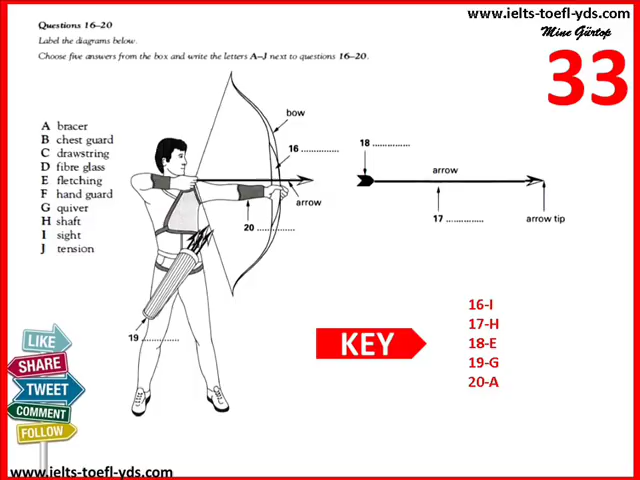 www.ielts-toefl-yds.com
Mine Gürtop
33
Questions 16–20
Label the diagrams below.
Choose five answers from the box and write the letters A–J next to questions 16–20.
A bracer
B chest guard
C drawstring
D fibre glass
E fletching
F hand guard
G quiver
H shaft
I sight
J tension
bow
16 ..............
arrow
20 ..............
19 ..............
18 ..............
arrow
17 ..............
arrow tip
KEY
16-I
17-H
18-E
19-G
20-A
LIKE
SHARE
TWEET
COMMENT
FOLLOW
www.ielts-toefl-yds.com